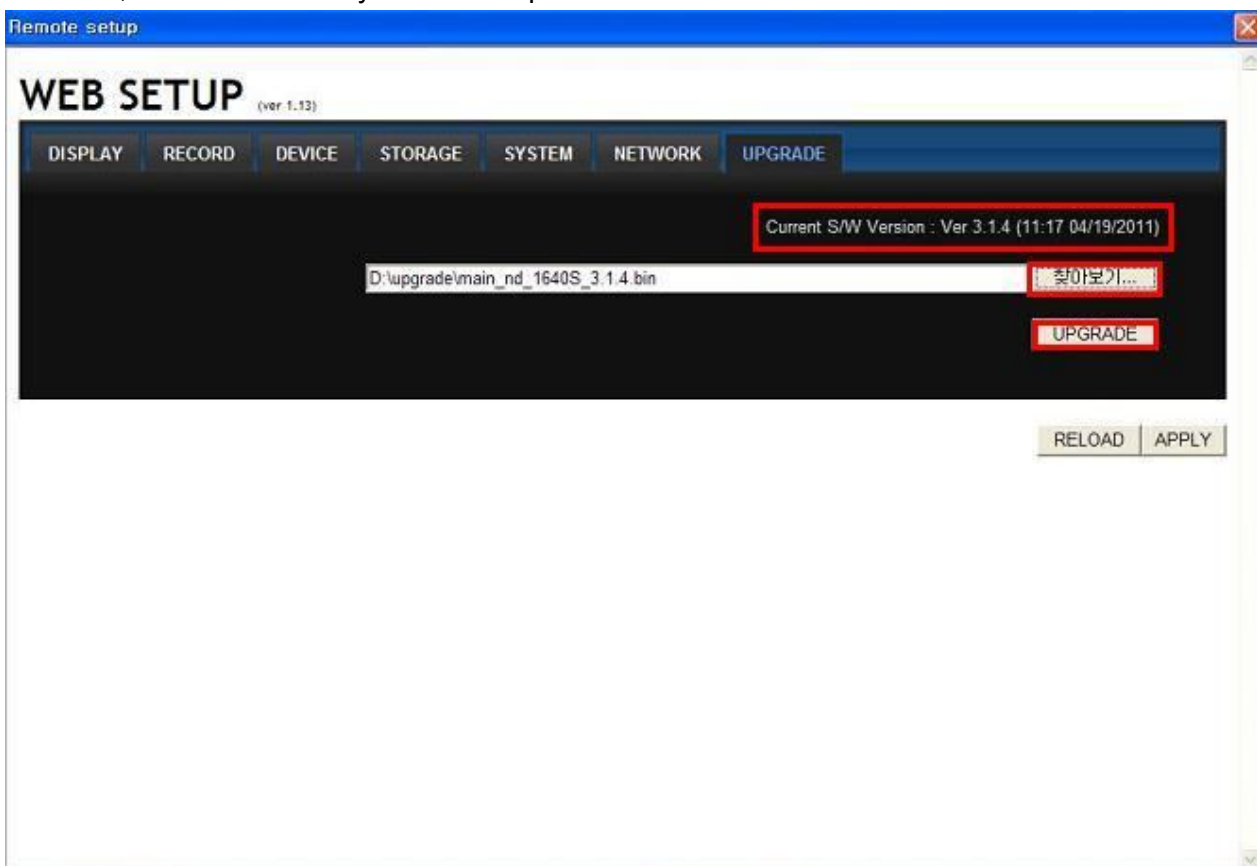 Remote setup
WEB SETUP (ver 1.13)
DISPLAY RECORD DEVICE STORAGE SYSTEM NETWORK UPGRADE
Current S/W Version : Ver 3.1.4 (11:17 04/19/2011)
D:\upgrade\main_nd_1640S_3.1.4.bin 찾아보기...
UPGRADE
RELOAD APPLY